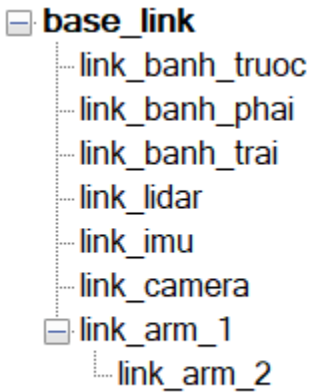 base_link
link_banh_truoc
link_banh_phai
link_banh_trai
link_lidar
link_imu
link_camera
link_arm_1
link_arm_2